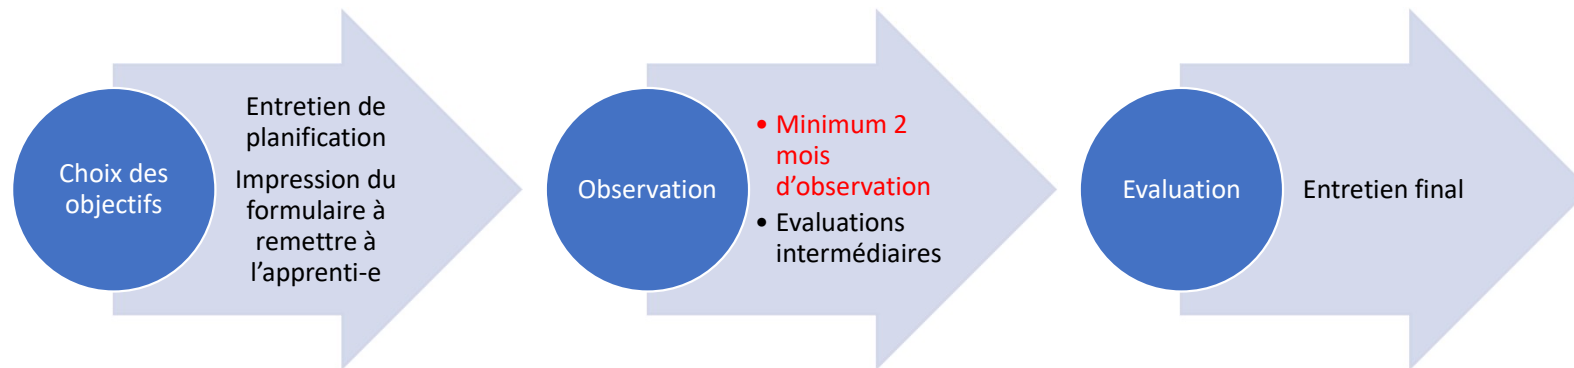 Choix des
objectifs
Entretien de
planification
Impression du
formulaire à
remettre à
l’apprenti-e
Observation
• Minimum 2
mois
d’observation
• Evaluations
intermédiaires
Evaluation
Entretien final